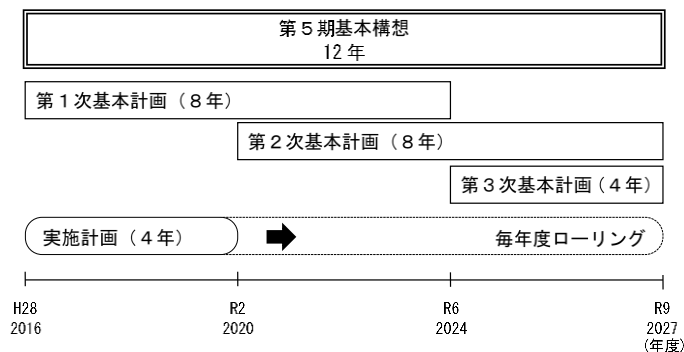 第５期基本構想
12年
第１次基本計画（８年）
第２次基本計画（８年）
第３次基本計画（４年）
実施計画（４年）
毎年度ローリング
H28 R2 R6 R9
2016 2020 2024 2027
(年度)